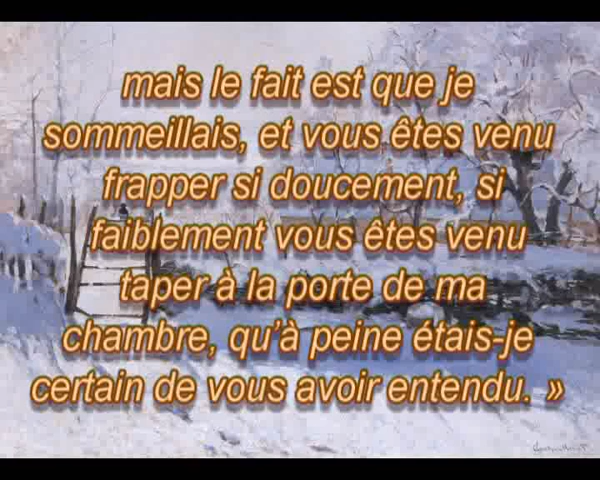 mais le fait est que je
sommeillais, et vous êtes venu
frapper si doucement, si
faiblement vous êtes venu
taper à la porte de ma
chambre, qu'à peine étais-je
certain de vous avoir entendu. »